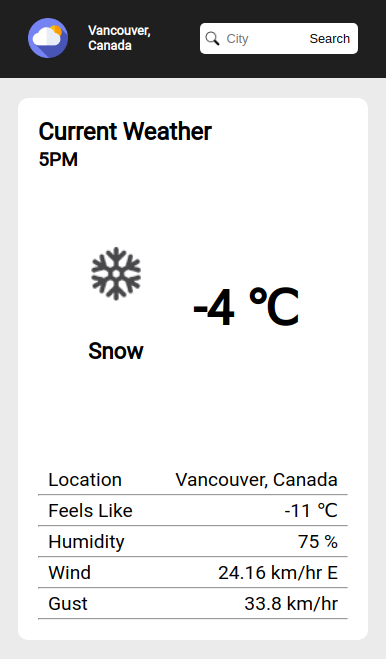 Vancouver,
Canada
City
Search
Current Weather
5PM
-4 ℃
Snow
Location Vancouver, Canada
Feels Like -11 ℃
Humidity 75 %
Wind 24.16 km/hr E
Gust 33.8 km/hr